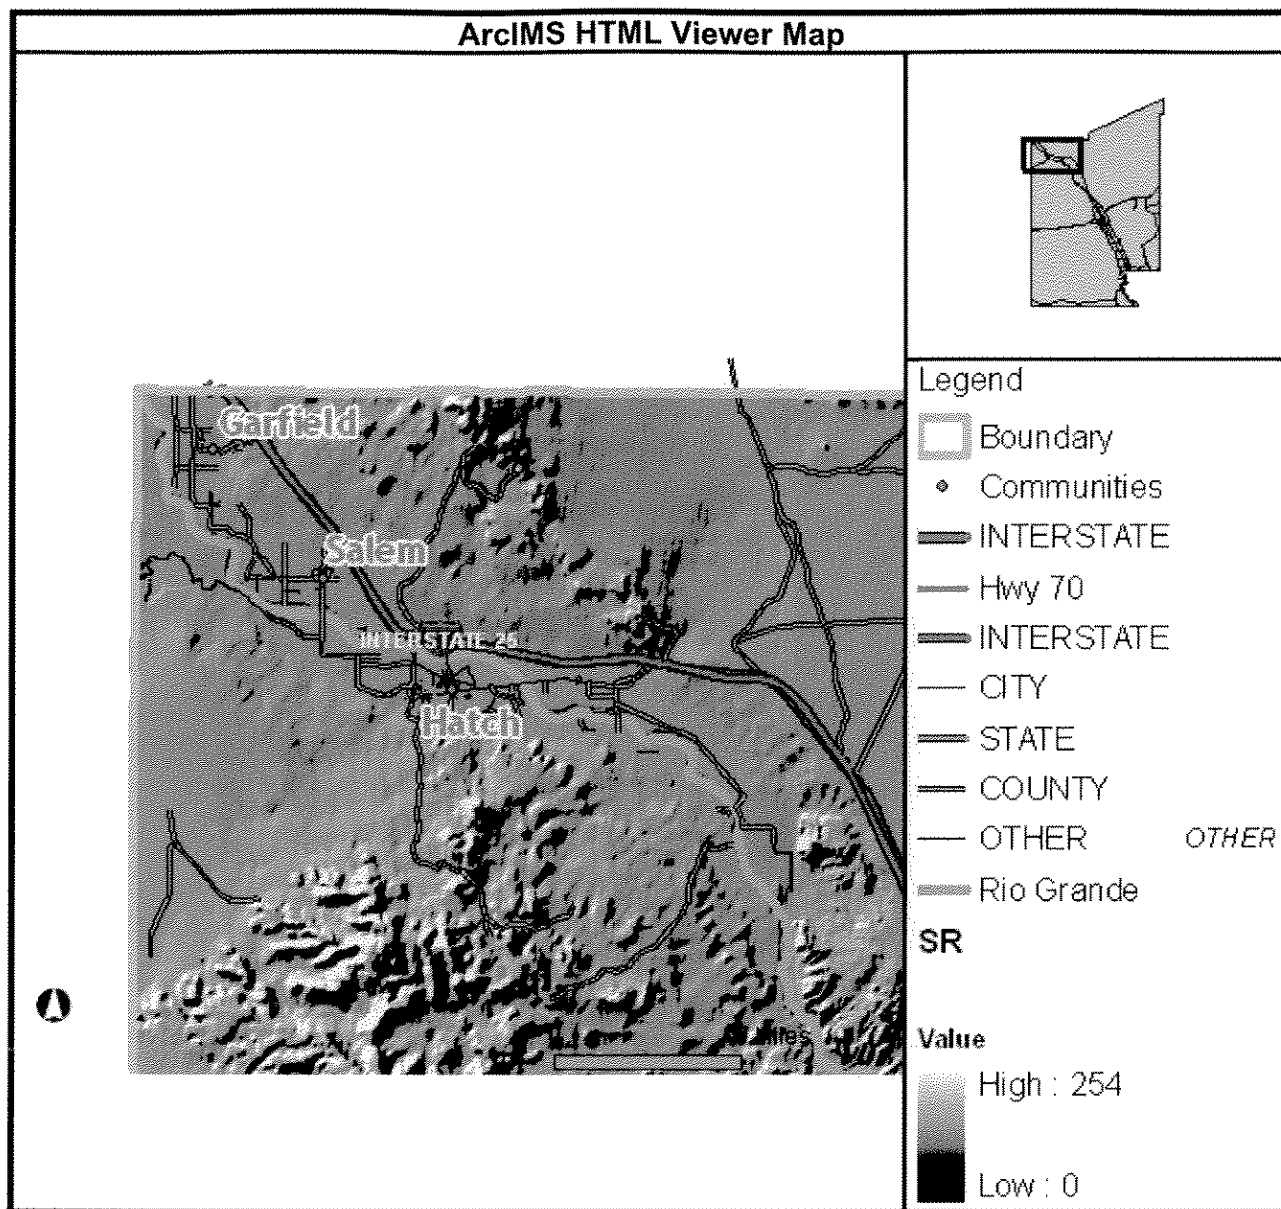 ArcIMS HTML Viewer Map
Garfield
Salem
INTERSTATE 25
Hatch
Miles
Legend
Boundary
Communities
INTERSTATE
Hwy 70
INTERSTATE
CITY
STATE
COUNTY
OTHER OTHER
Rio Grande
SR
Value
High : 254
Low : 0